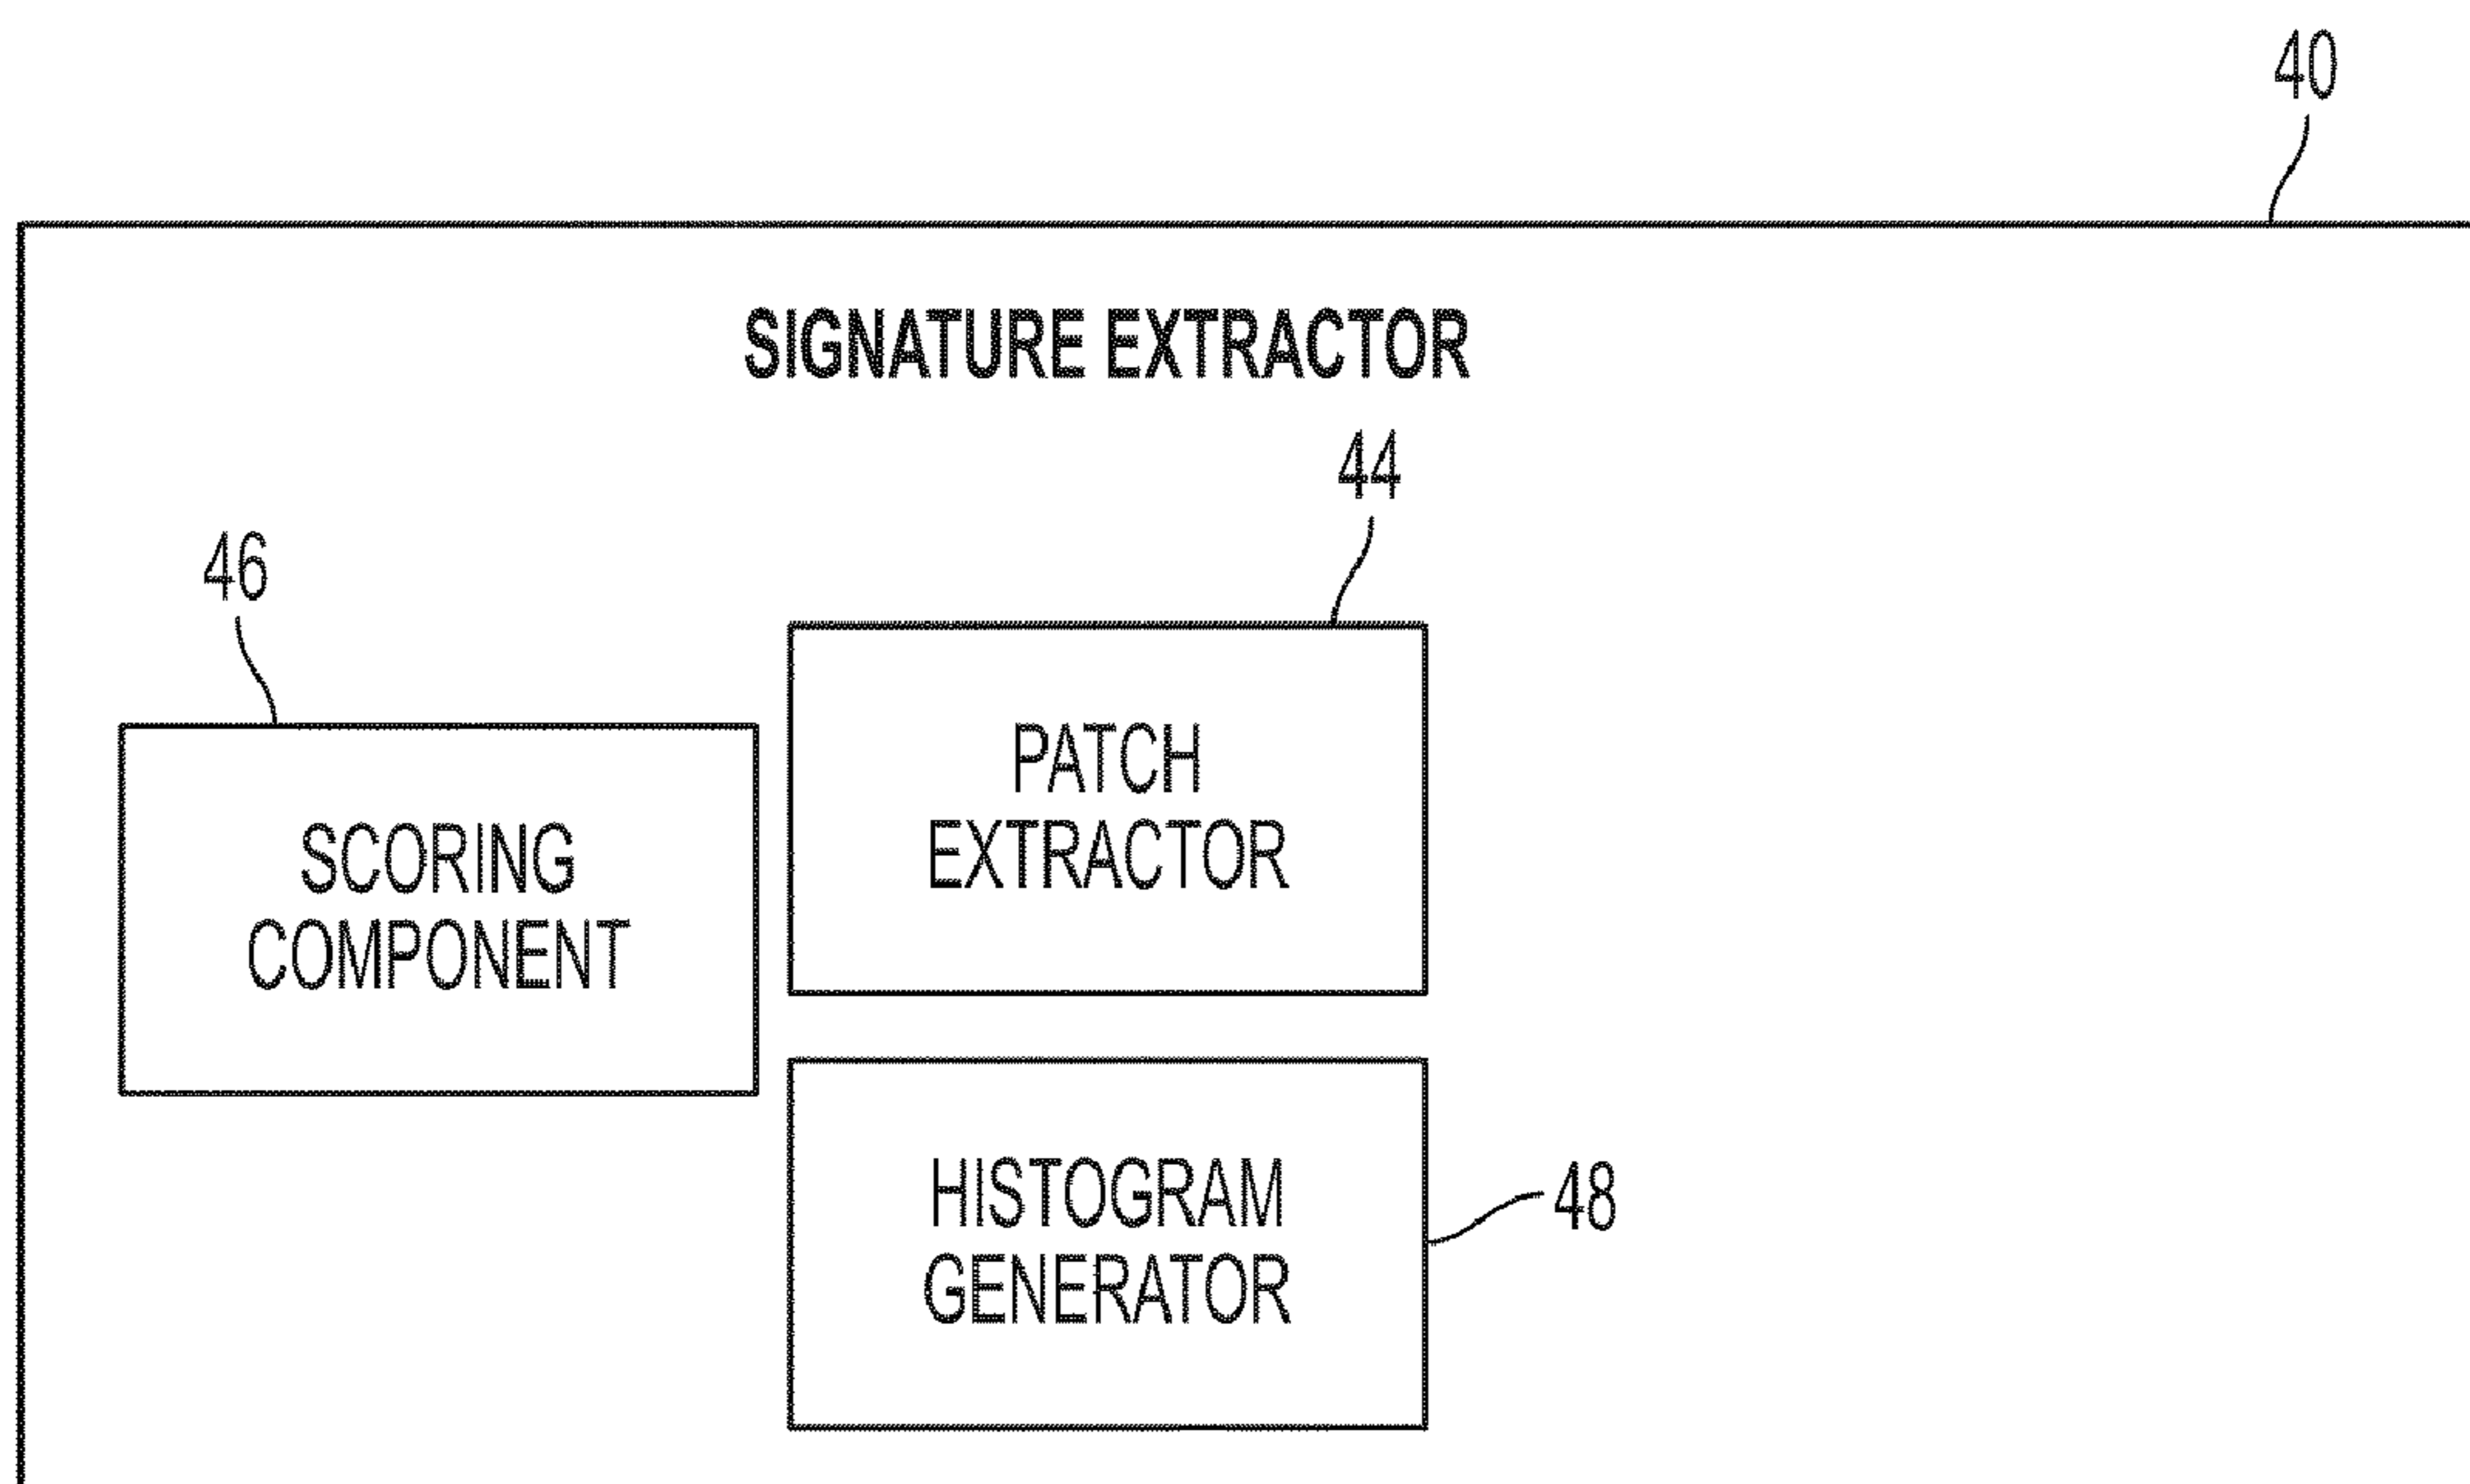 40
SIGNATURE EXTRACTOR
44
46
PATCH
EXTRACTOR
SCORING
COMPONENT
HISTOGRAM
GENERATOR
48